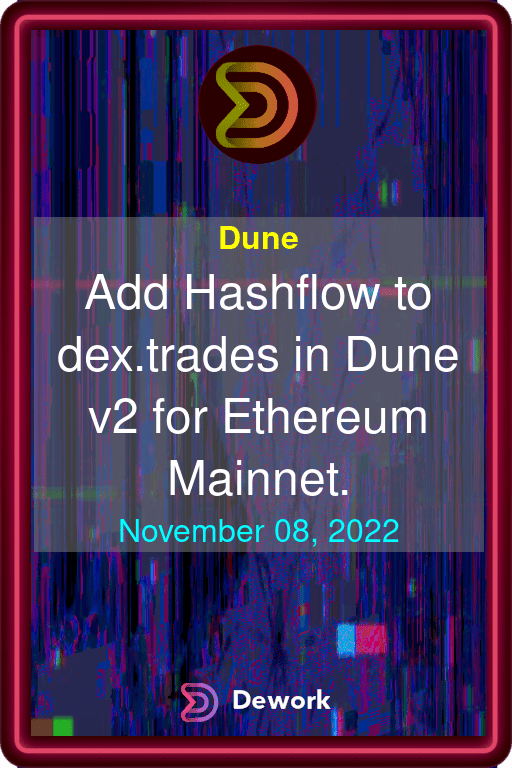 Dune
Add Hashflow to
dex.trades in Dune
v2 for Ethereum
Mainnet.
November 08, 2022
Dework